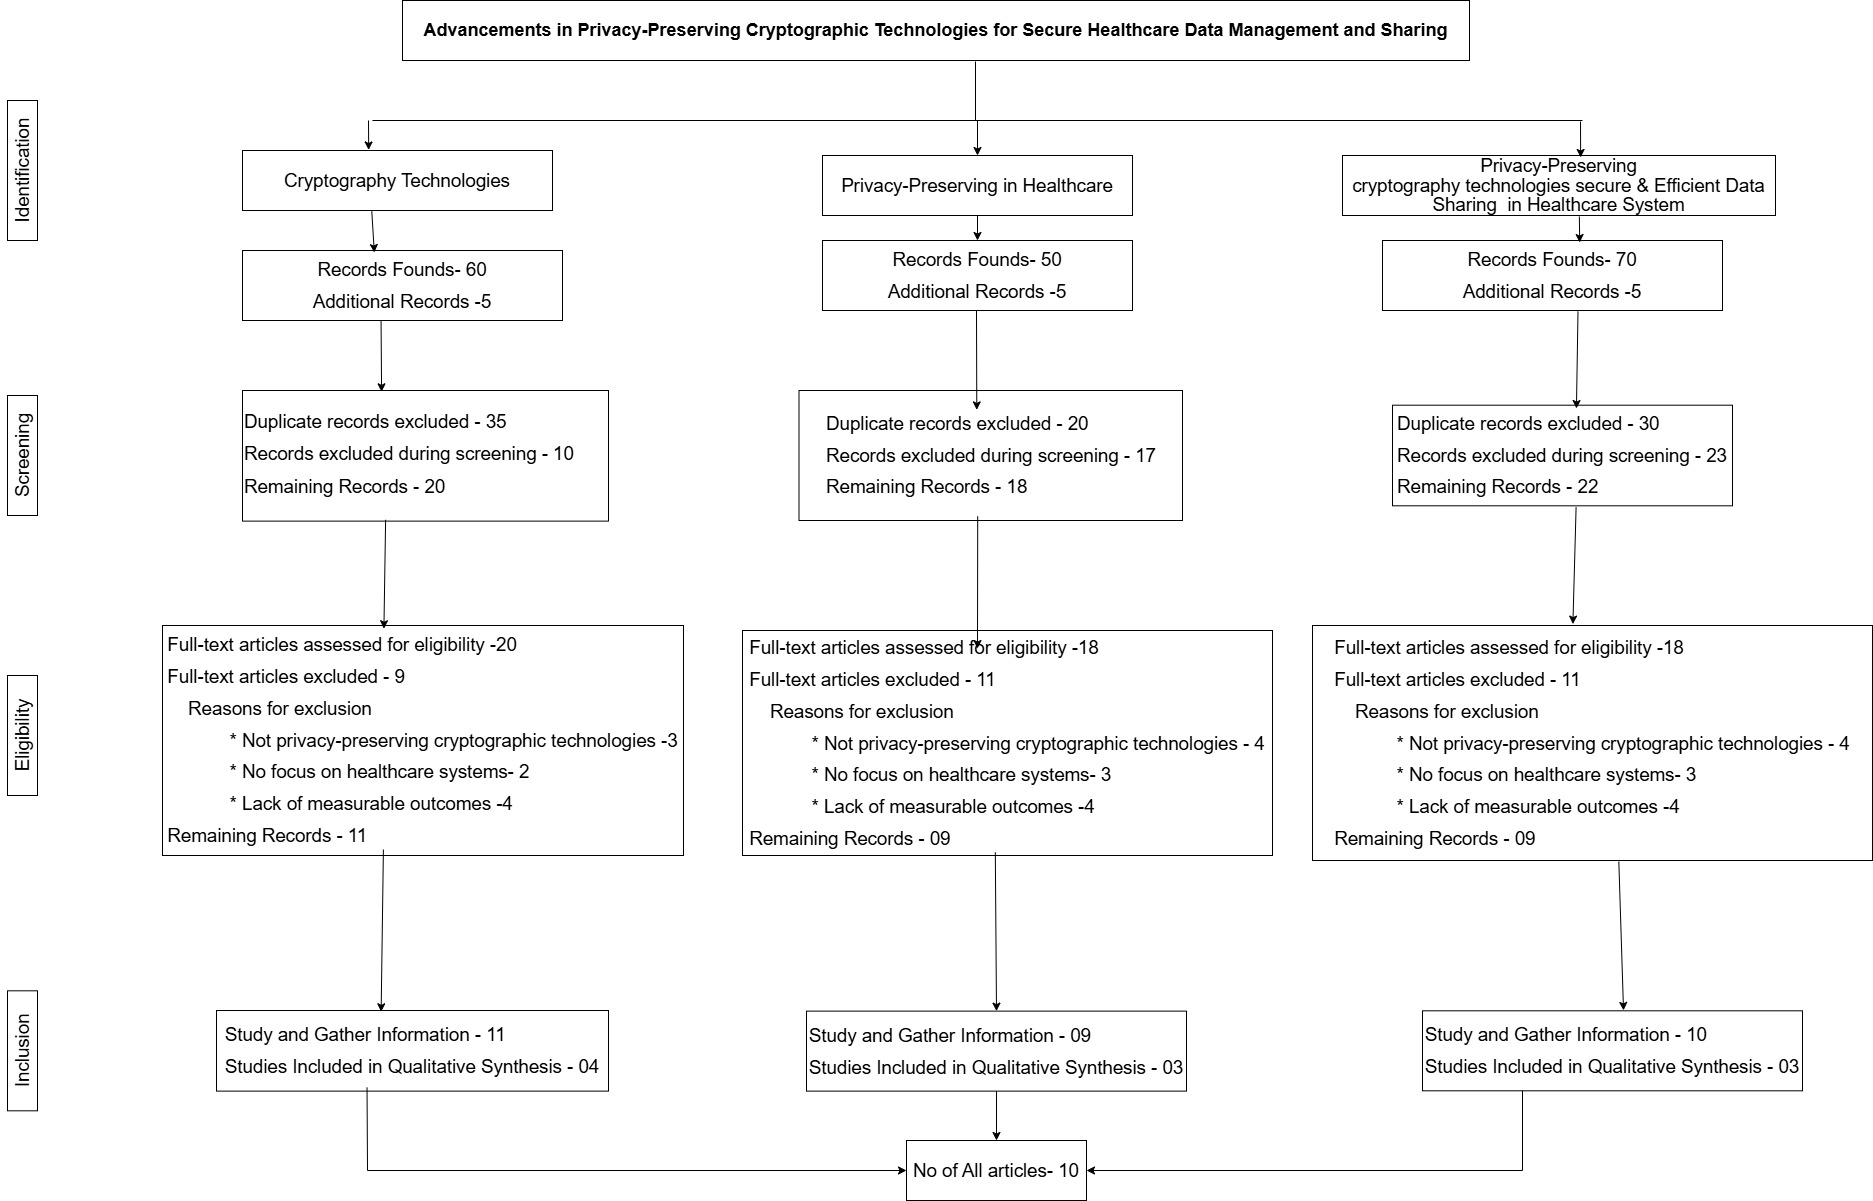 Advancements in Privacy-Preserving Cryptographic Technologies for Secure Healthcare Data Management and Sharing
Identification
Cryptography Technologies
Privacy-Preserving in Healthcare
Privacy-Preserving
cryptography technologies secure & Efficient Data
Sharing in Healthcare System
Records Founds- 60
Additional Records -5
Records Founds- 50
Additional Records -5
Records Founds- 70
Additional Records -5
Screening
Duplicate records excluded - 35
Records excluded during screening - 10
Remaining Records - 20
Duplicate records excluded - 20
Records excluded during screening - 17
Remaining Records - 18
Duplicate records excluded - 30
Records excluded during screening - 23
Remaining Records - 22
Eligibility
Full-text articles assessed for eligibility -20
Full-text articles excluded - 9
Reasons for exclusion
* Not privacy-preserving cryptographic technologies -3
* No focus on healthcare systems- 2
* Lack of measurable outcomes -4
Remaining Records - 11
Full-text articles assessed for eligibility -18
Full-text articles excluded - 11
Reasons for exclusion
* Not privacy-preserving cryptographic technologies - 4
* No focus on healthcare systems- 3
* Lack of measurable outcomes -4
Remaining Records - 09
Full-text articles assessed for eligibility -18
Full-text articles excluded - 11
Reasons for exclusion
* Not privacy-preserving cryptographic technologies - 4
* No focus on healthcare systems- 3
* Lack of measurable outcomes -4
Remaining Records - 09
Inclusion
Study and Gather Information - 11
Studies Included in Qualitative Synthesis - 04
Study and Gather Information - 09
Studies Included in Qualitative Synthesis - 03
Study and Gather Information - 10
Studies Included in Qualitative Synthesis - 03
No of All articles- 10